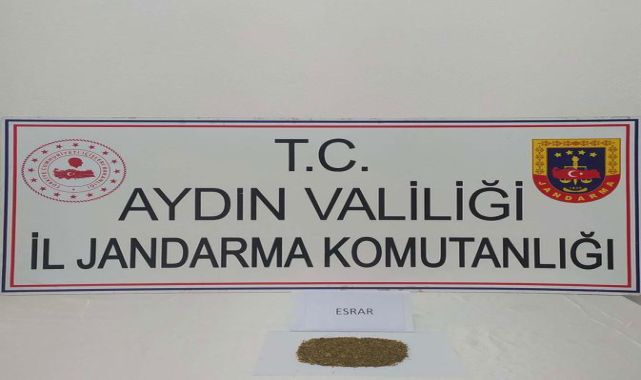 T.C.
AYDIN VALİLİĞİ
İL JANDARMA KOMUTANLIĞI
JANDARMA
ESRAR